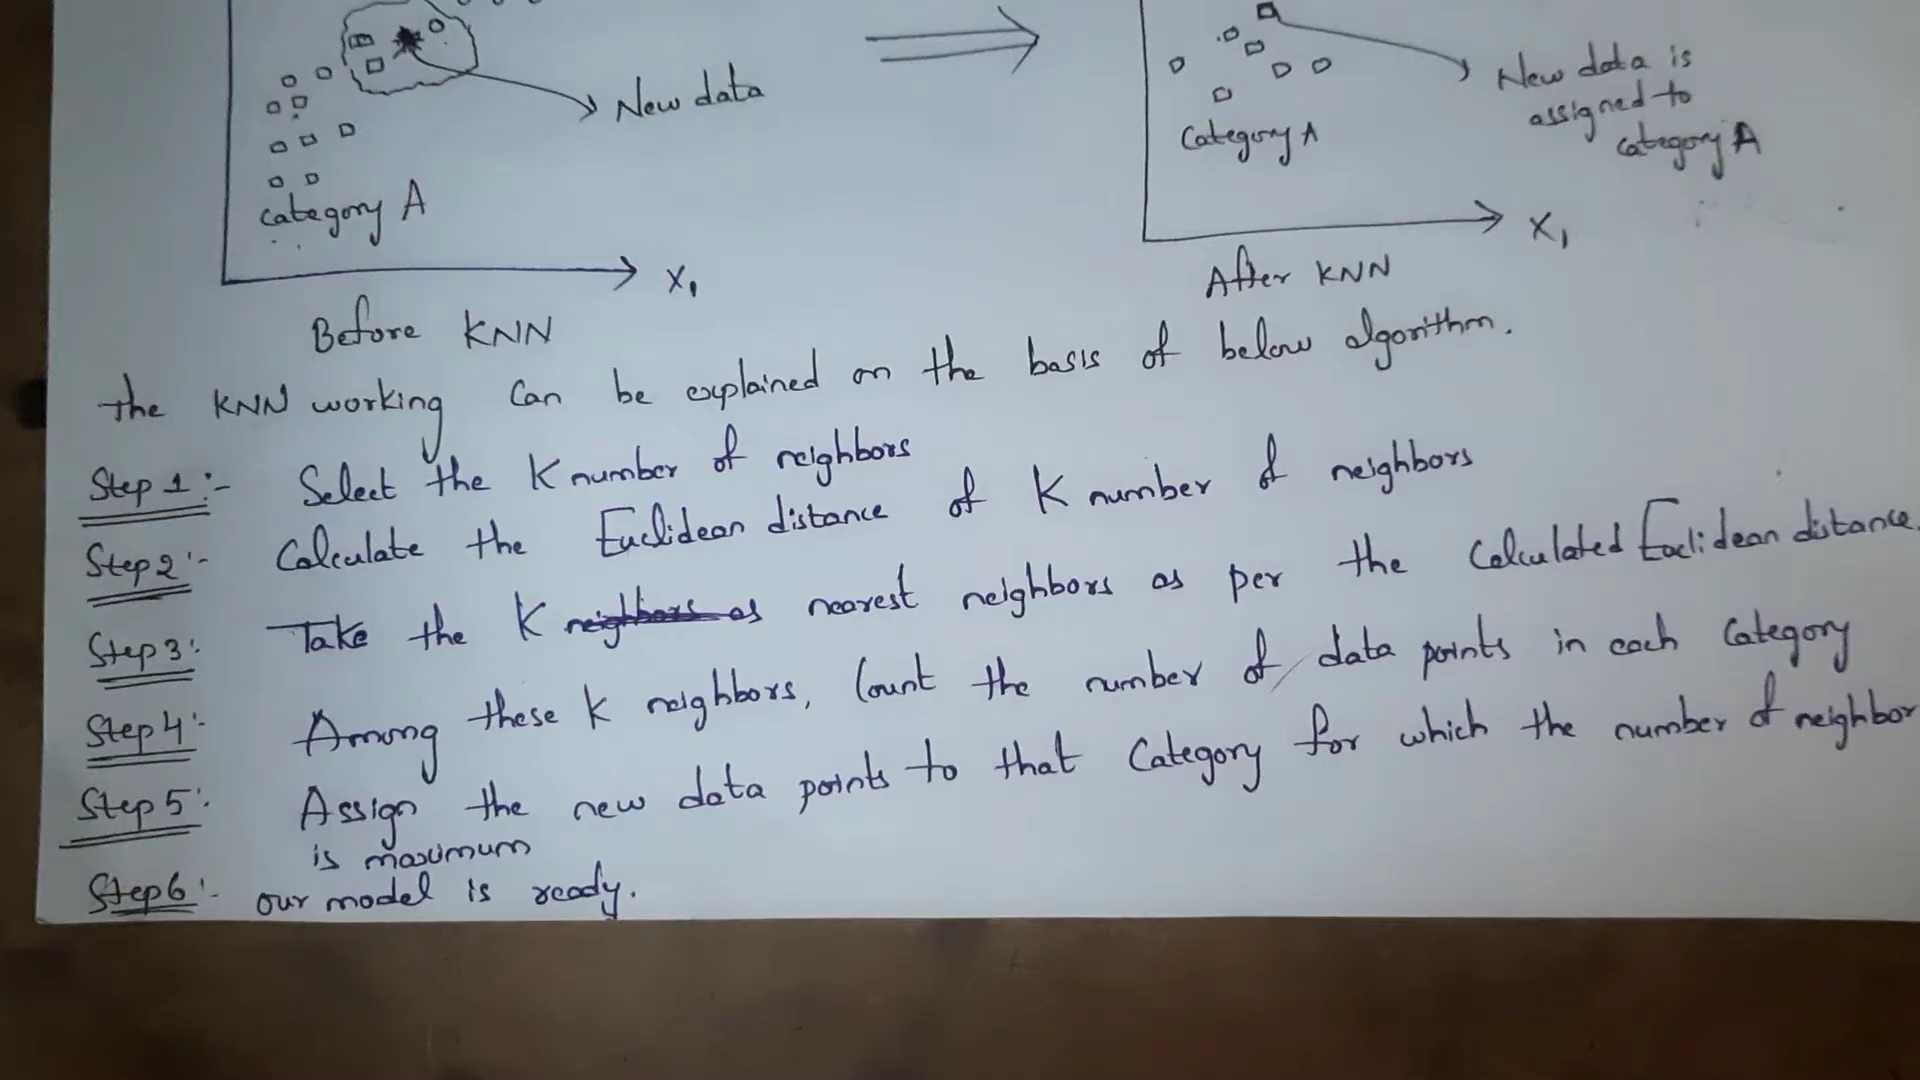 New data
New data is
assigned to
category A
Category A
Category A
X₁
X₁
Before KNN
After KNN
the KNN working can be explained on the basis of below algorithm.
Step 1:- Select the K number of neighbors
Step 2:- Calculate the Euclidean distance of K number of neighbors
Step 3:- Take the K nearest neighbors as per the Calculated Euclidean distance.
Step 4:- Among these K neighbors, Count the number of data points in each Category
Step 5:- Assign the new data points to that Category for which the number of neighbor
is maximum
Step 6:- our model is ready.